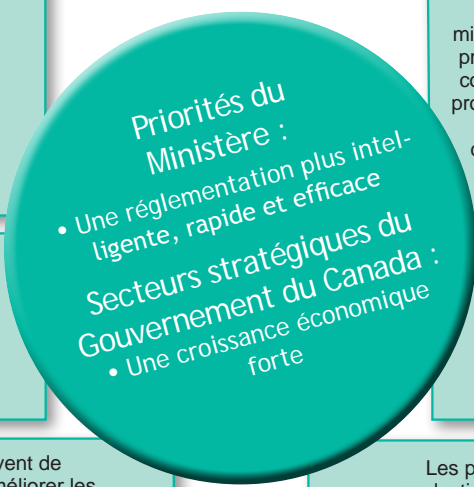 Priorités du
Ministère :
• Une réglementation plus intel-
ligente, rapide et efficace
Secteurs stratégiques du
Gouvernement du Canada :
• Une croissance économique
forte
Les p